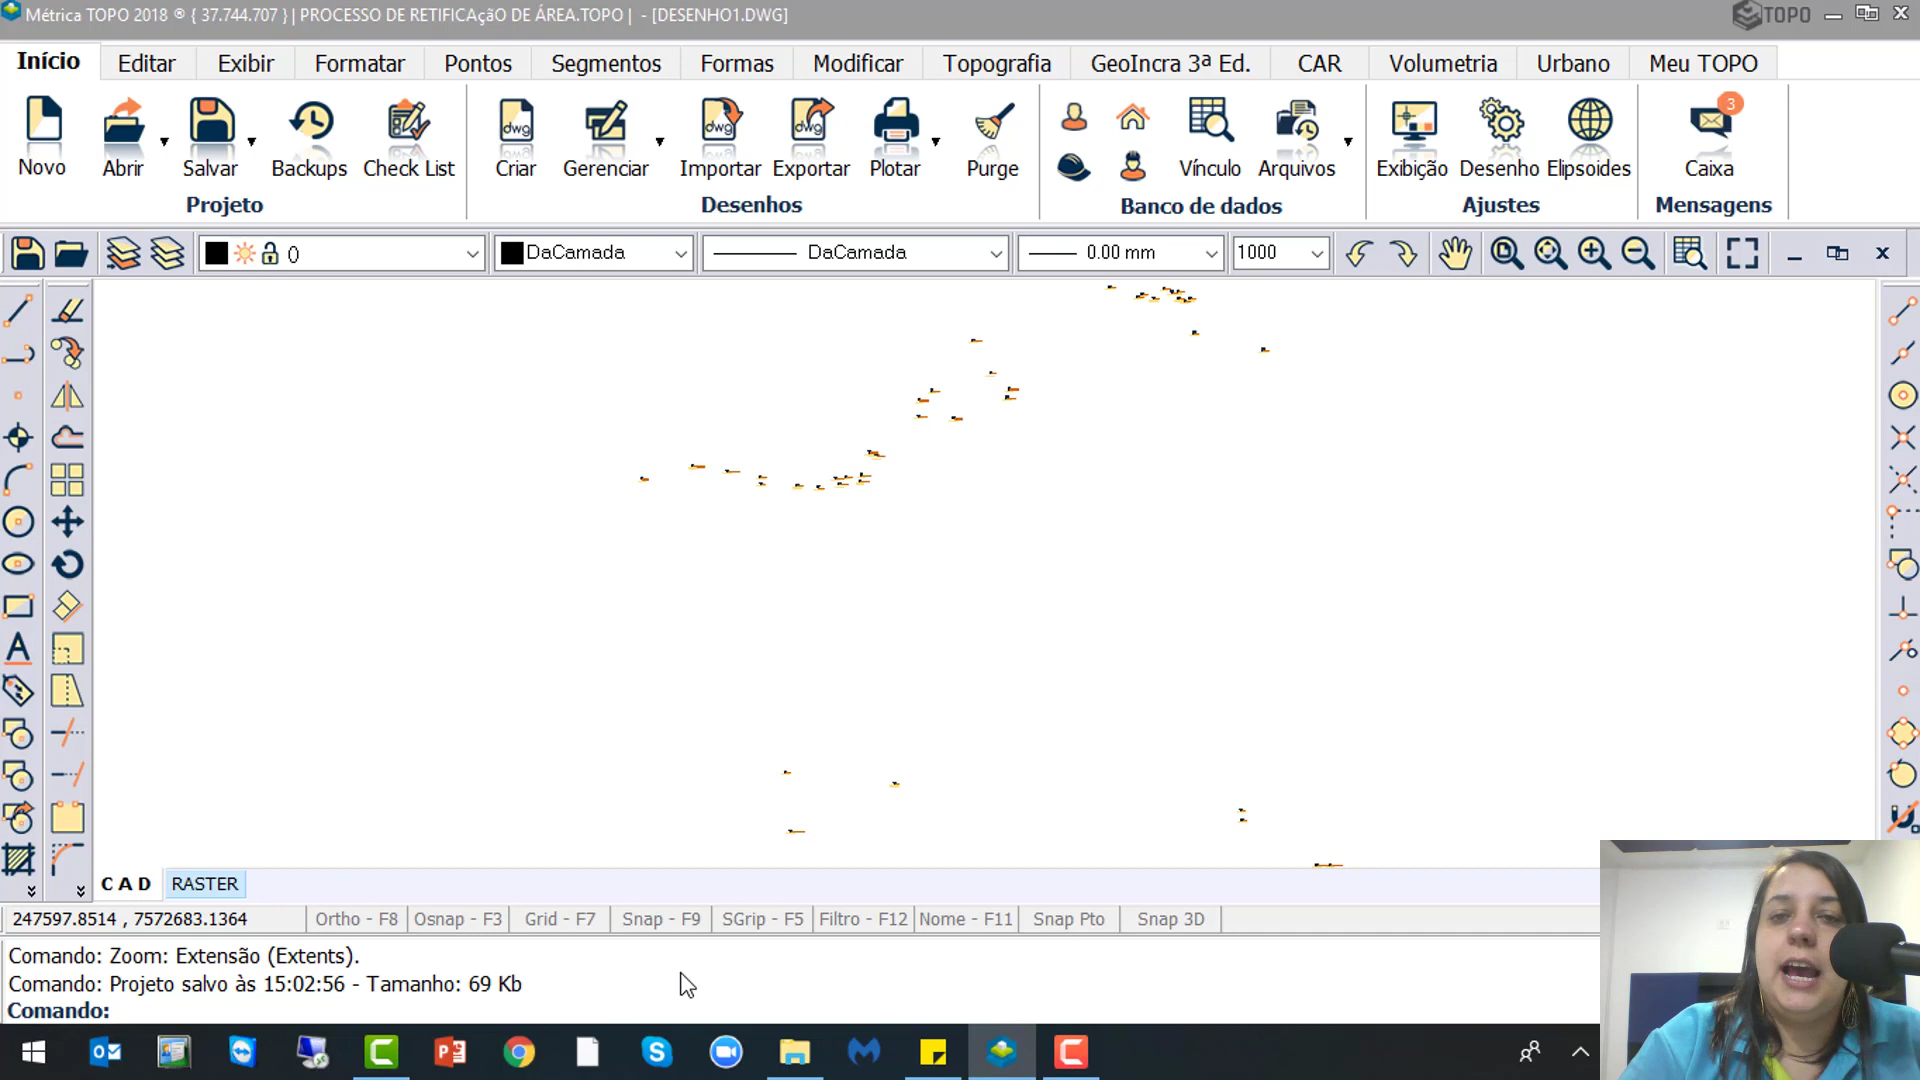 Métrica TOPO 2018 ® { 37.744.707 } | PROCESSO DE RETIFICAçãO DE ÁREA.TOPO | - [DESENHO1.DWG]
TOPO
Início Editar Exibir Formatar Pontos Segmentos Formas Modificar Topografia GeoIncra 3ª Ed. CAR Volumetria Urbano Meu TOPO
dwg dwg dwg 3
Novo Abrir Salvar Backups Check List Criar Gerenciar Importar Exportar Plotar Purge Vínculo Arquivos Exibição Desenho Elipsoides Caixa
Projeto Desenhos Banco de dados Ajustes Mensagens
0 DaCamada DaCamada 0.00 mm 1000
A
CAD RASTER
247597.8514 , 7572683.1364 Ortho - F8 Osnap - F3 Grid - F7 Snap - F9 SGrip - F5 Filtro - F12 Nome - F11 Snap Pto Snap 3D
Comando: Zoom: Extensão (Extents).
Comando: Projeto salvo às 15:02:56 - Tamanho: 69 Kb
Comando: